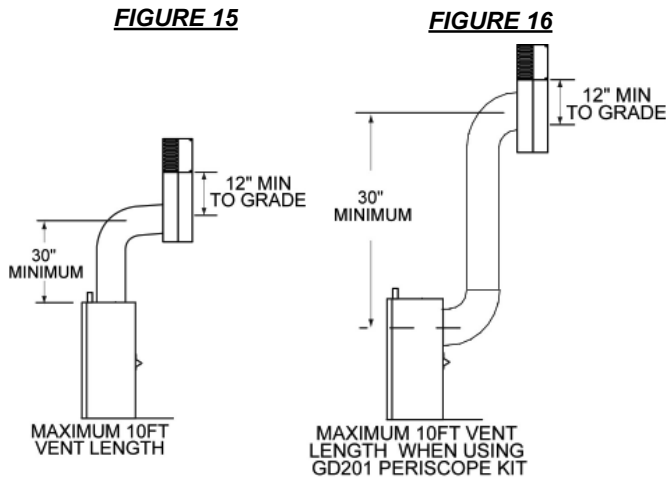 FIGURE 15
12" MIN
TO GRADE
30"
MINIMUM
MAXIMUM 10FT
VENT LENGTH
FIGURE 16
12" MIN
TO GRADE
30"
MINIMUM
MAXIMUM 10FT VENT
LENGTH WHEN USING
GD201 PERISCOPE KIT